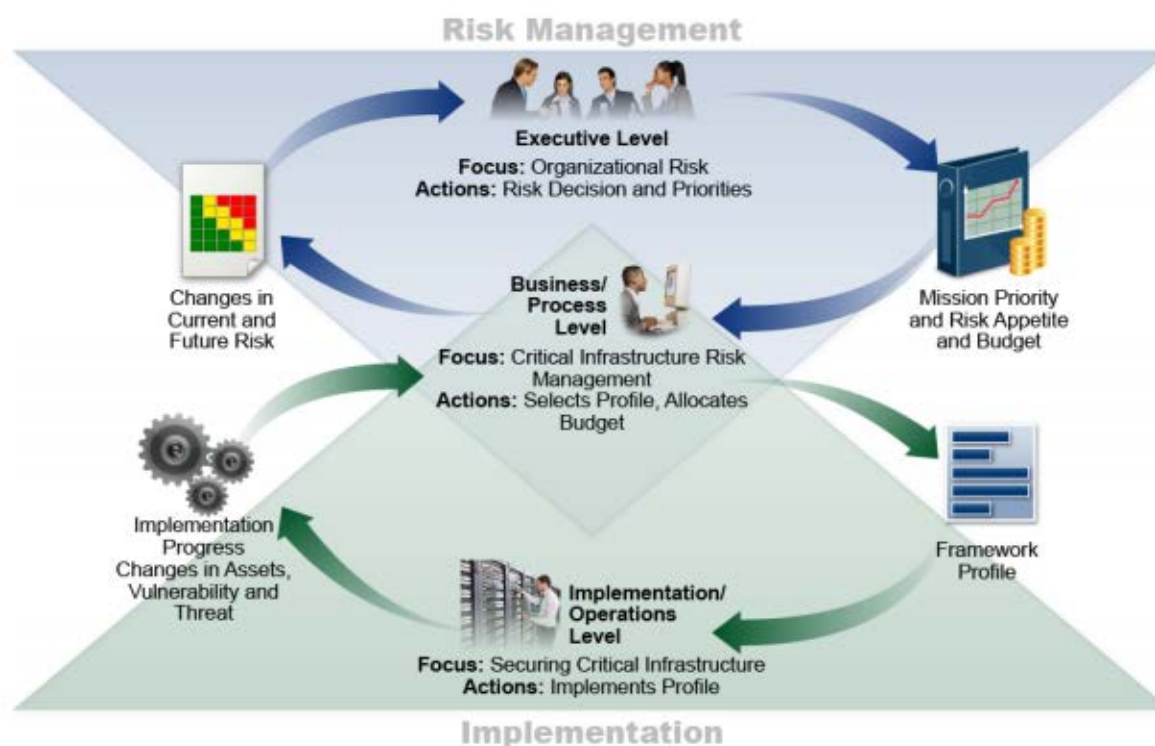 Risk Management
Executive Level
Focus: Organizational Risk
Actions: Risk Decision and Priorities
Changes in
Current and
Future Risk
Business/
Process
Level
Focus: Critical Infrastructure Risk
Management
Actions: Selects Profile, Allocates
Budget
Mission Priority
and Risk Appetite
and Budget
Implementation
Progress
Changes in Assets,
Vulnerability and
Threat
Framework
Profile
Implementation/
Operations
Level
Focus: Securing Critical Infrastructure
Actions: Implements Profile
Implementation